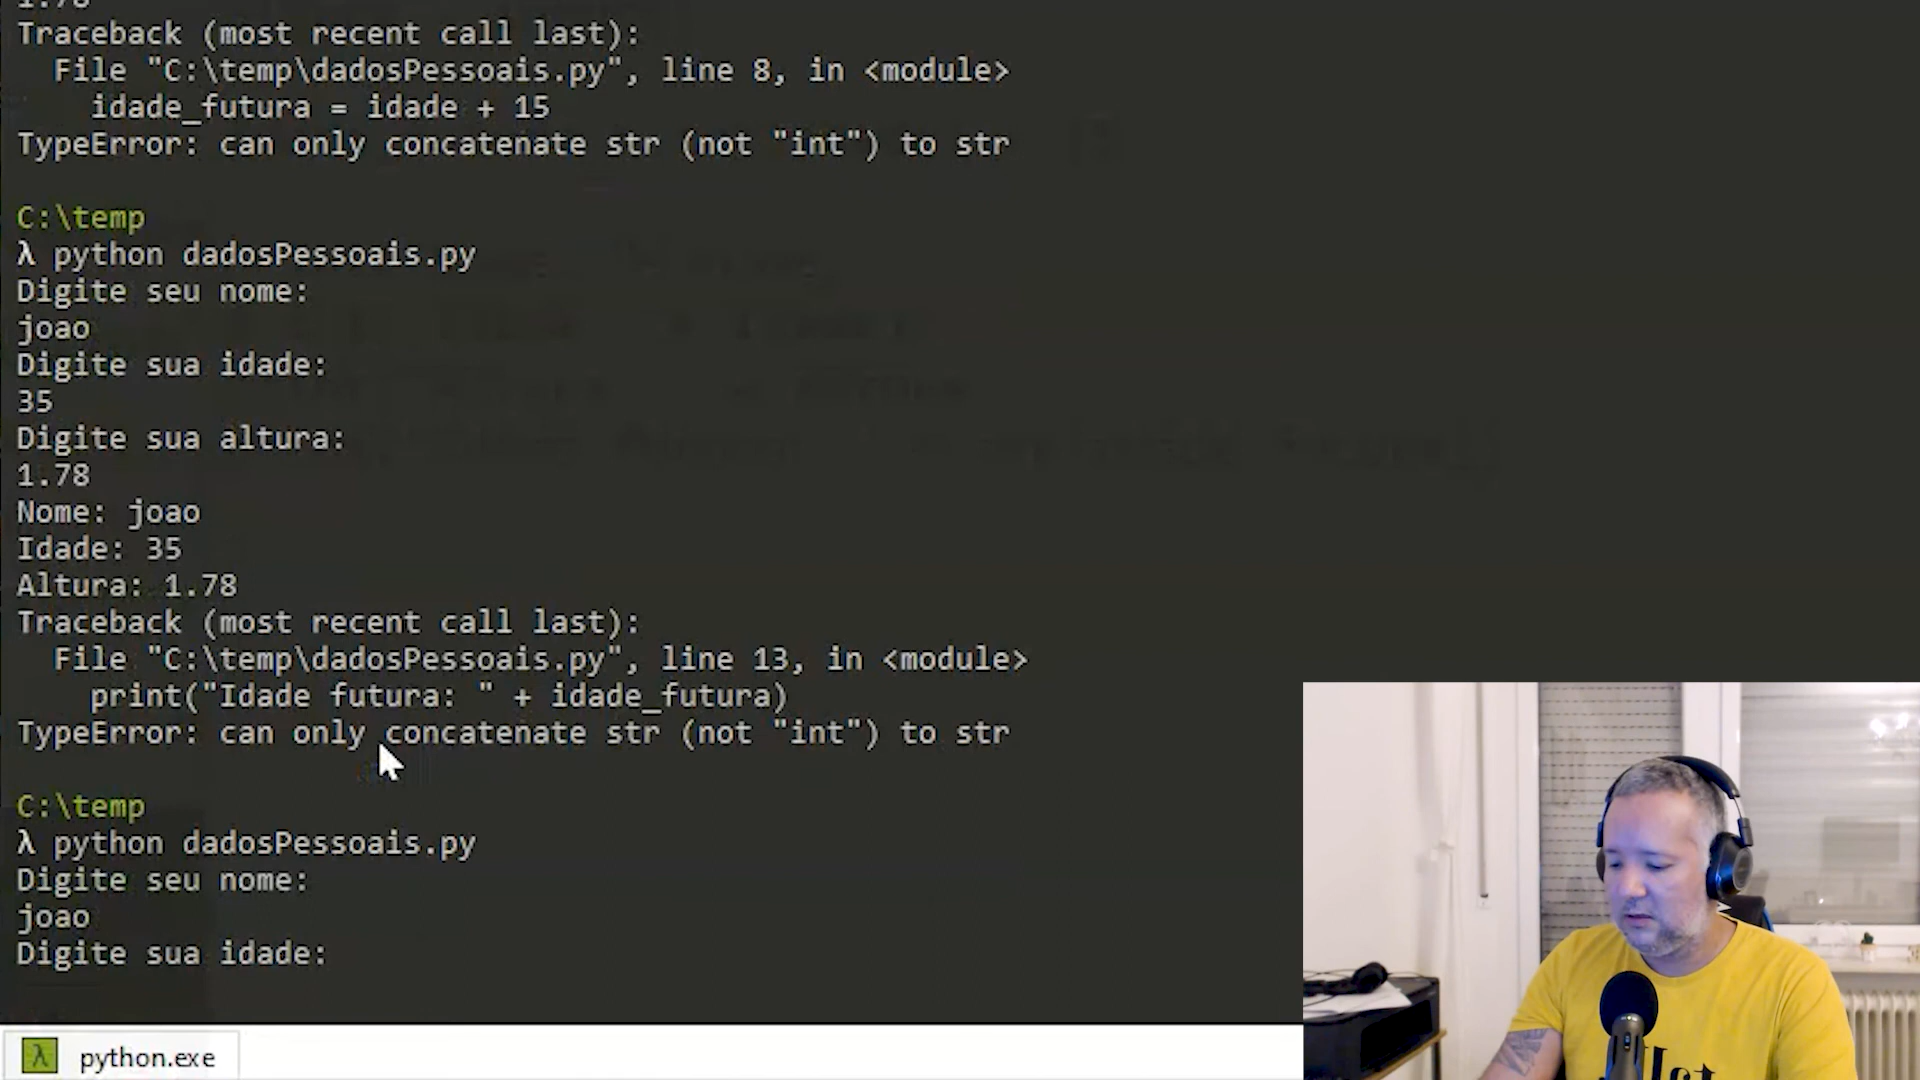 1.78
Traceback (most recent call last):
  File "C:\temp\dadosPessoais.py", line 8, in <module>
    idade_futura = idade + 15
TypeError: can only concatenate str (not "int") to str
C:\temp
λ python dadosPessoais.py
Digite seu nome:
joao
Digite sua idade:
35
Digite sua altura:
1.78
Nome: joao
Idade: 35
Altura: 1.78
Traceback (most recent call last):
  File "C:\temp\dadosPessoais.py", line 13, in <module>
    print("Idade futura: " + idade_futura)
TypeError: can only concatenate str (not "int") to str
C:\temp
λ python dadosPessoais.py
Digite seu nome:
joao
Digite sua idade:
λ python.exe